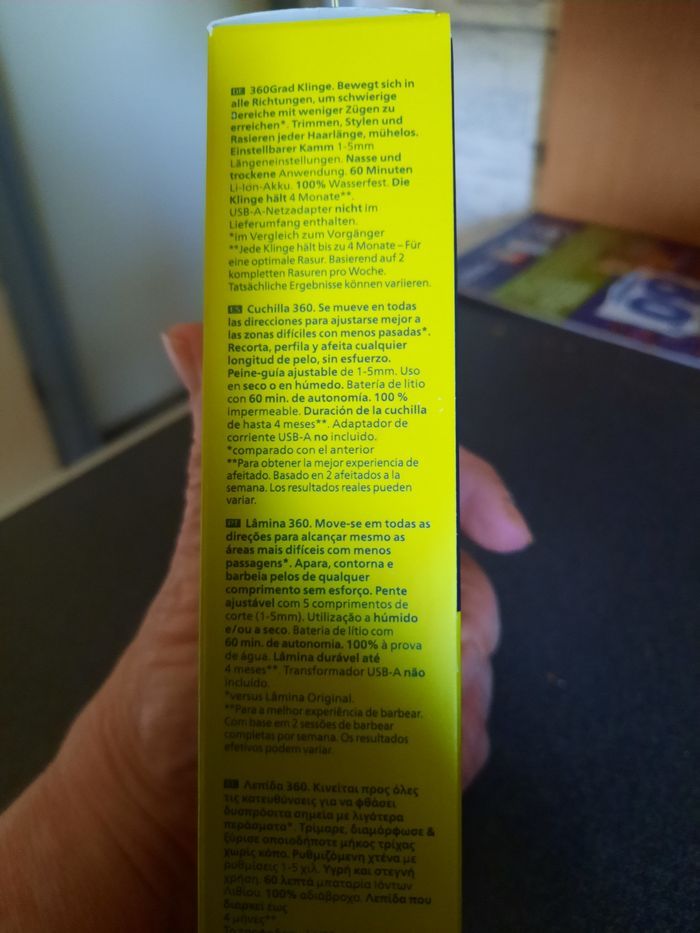 DE 360Grad Klinge. Bewegt sich in
alle Richtungen, um schwierige
Bereiche mit weniger Zügen zu
erreichen*. Trimmen, Stylen und
Rasieren jeder Haarlänge, mühelos.
Einstellbarer Kamm 1-5mm
Längeneinstellungen. Nasse und
trockene Anwendung. 60 Minuten
Li-Ion-Akku. 100% Wasserfest. Die
Klinge hält 4 Monate**.
USB-A-Netzadapter nicht im
Lieferumfang enthalten.
*Im Vergleich zum Vorgänger
**Jede Klinge hält bis zu 4 Monate – Für
eine optimale Rasur. Basierend auf 2
kompletten Rasuren pro Woche.
Tatsächliche Ergebnisse können variieren.
ES Cuchilla 360. Se mueve en todas
las direcciones para ajustarse mejor a
las zonas difíciles con menos pasadas*.
Recorta, perfila y afeita cualquier
longitud de pelo, sin esfuerzo.
Peine-guía ajustable de 1-5mm. Uso
en seco o en húmedo. Batería de litio
con 60 min. de autonomía. 100 %
impermeable. Duración de la cuchilla
de hasta 4 meses**. Adaptador de
corriente USB-A no incluido.
*comparado con el anterior
**Para obtener la mejor experiencia de
afeitado. Basado en 2 afeitados a la
semana. Los resultados reales pueden
variar.
PT Lâmina 360. Move-se em todas as
direções para alcançar mesmo as
áreas mais difíceis com menos
passagens*. Apara, contorna e
barbeia pelos de qualquer
comprimento sem esforço. Pente
ajustável com 5 comprimentos de
corte (1-5mm). Utilização a húmido
e/ou a seco. Bateria de lítio com
60 min. de autonomia. 100% à prova
de água. Lâmina durável até
4 meses**. Transformador USB-A não
incluído.
*versus Lâmina Original.
**Para a melhor experiência de barbear.
Com base em 2 sessões de barbear
completas por semana. Os resultados
efetivos podem variar.
Λεπίδα 360. Κινείται προς όλες
τις κατευθύνσεις για να φθάσει
δυσπρόσιτα σημεία με λιγότερα
περάσματα*. Τρίμαρε, διαμόρφωσε &
ξύρισε οποιοδήποτε μήκος τρίχας
χωρίς κόπο. Ρυθμιζόμενη χτένα με
ρυθμίσεις 1-5 χιλ. Υγρή και στεγνή
χρήση. 60 λεπτά μπαταρία Ιόντων
Λιθίου. 100% αδιάβροχο. Λεπίδα που
διαρκεί έως
4 μήνες**